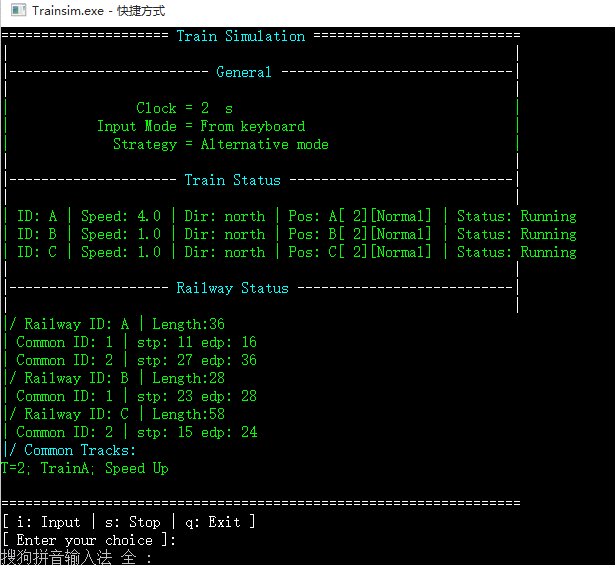 Trainsim.exe - 快捷方式
===================== Train Simulation ==========================
|------------------------- General -----------------------------|
Clock = 2  s
Input Mode = From keyboard
Strategy = Alternative mode
|---------------------- Train Status -----------------------------|
| ID: A | Speed: 4.0 | Dir: north | Pos: A[ 2][Normal] | Status: Running
| ID: B | Speed: 1.0 | Dir: north | Pos: B[ 2][Normal] | Status: Running
| ID: C | Speed: 1.0 | Dir: north | Pos: C[ 2][Normal] | Status: Running
|--------------------- Railway Status ----------------------------|
|/ Railway ID: A | Length:36
| Common ID: 1 | stp: 11 edp: 16
| Common ID: 2 | stp: 27 edp: 36
|/ Railway ID: B | Length:28
| Common ID: 1 | stp: 23 edp: 28
|/ Railway ID: C | Length:58
| Common ID: 2 | stp: 15 edp: 24
|/ Common Tracks:
T=2; TrainA; Speed Up
=================================================================
[ i: Input | s: Stop | q: Exit ]
[ Enter your choice ]:
搜狗拼音输入法 全 :